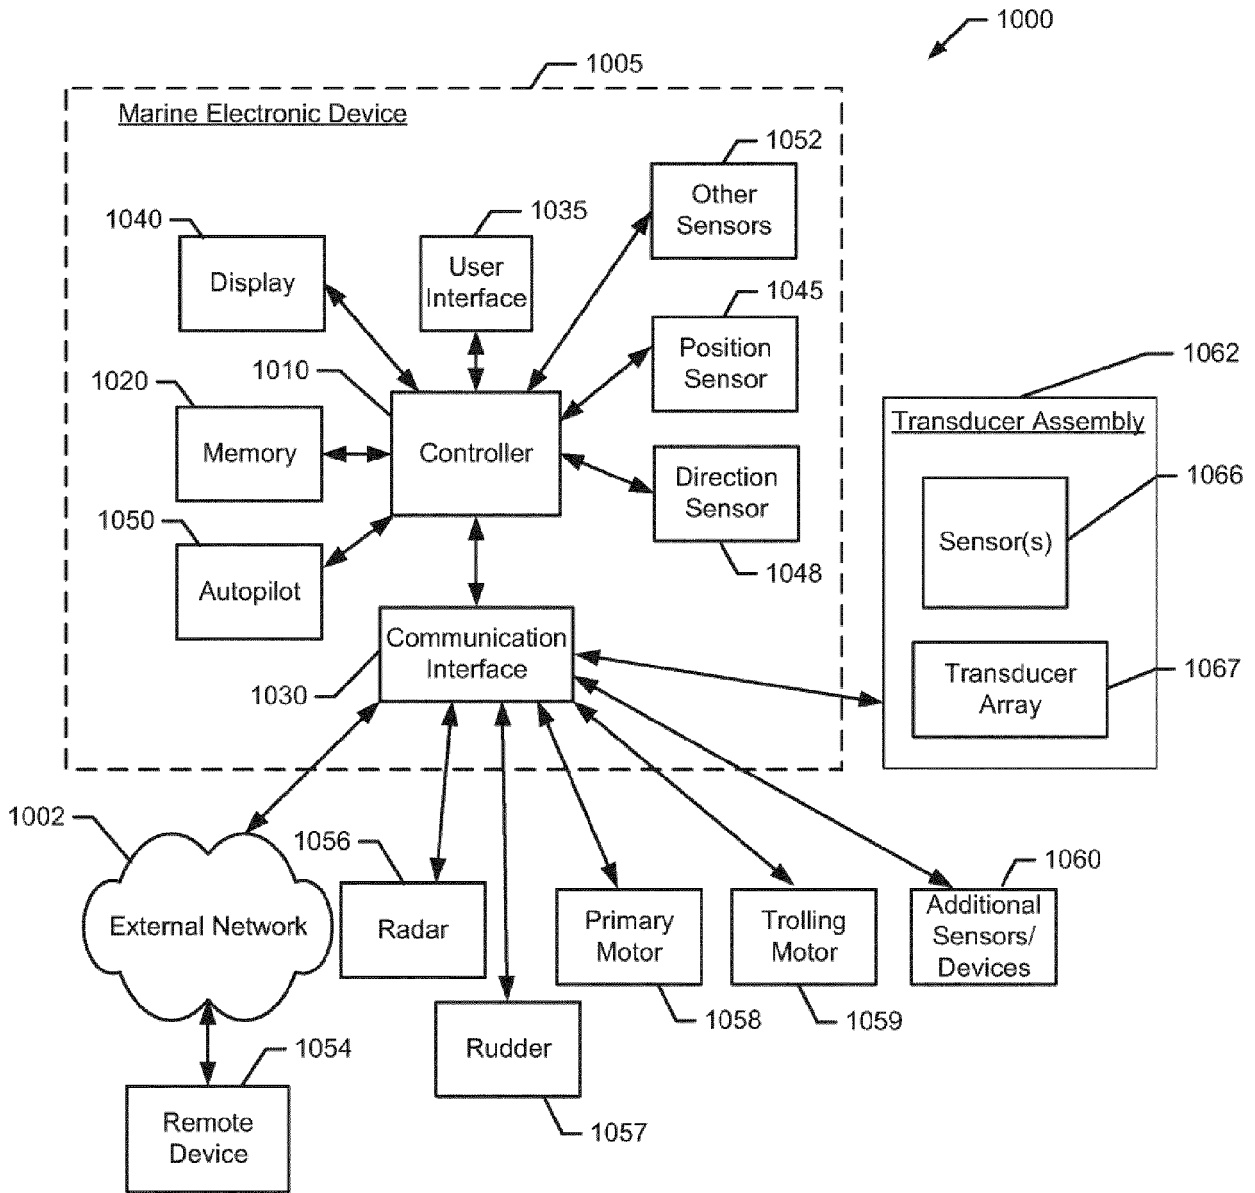 1000
1005
Marine Electronic Device
1052
Other
Sensors
1040
1035
Display
User
Interface
1045
Position
Sensor
1010
1020
Memory
Controller
1062
Transducer Assembly
Direction
Sensor
1066
Sensor(s)
1050
1048
Autopilot
Communication
Interface
1030
Transducer
Array
1067
1002
External Network
1056
Radar
Primary
Motor
Trolling
Motor
1060
Additional
Sensors/
Devices
1058
1059
1054
Rudder
Remote
Device
1057